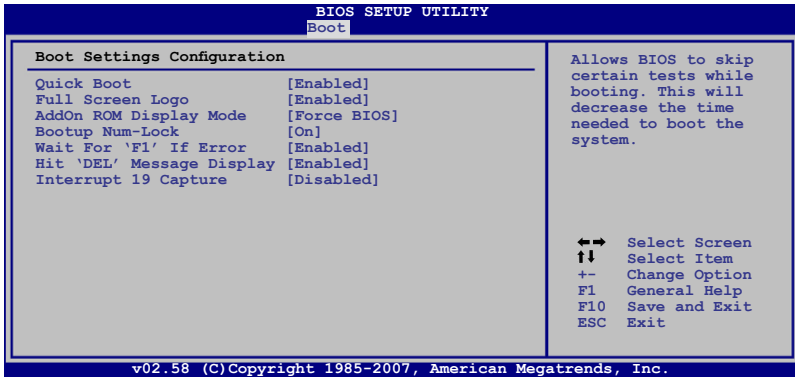 BIOS SETUP UTILITY
Boot
Boot Settings Configuration
Quick Boot [Enabled]
Full Screen Logo [Enabled]
AddOn ROM Display Mode [Force BIOS]
Bootup Num-Lock [On]
Wait For ‘F1’ If Error [Enabled]
Hit ‘DEL’ Message Display [Enabled]
Interrupt 19 Capture [Disabled]
Allows BIOS to skip
certain tests while
booting. This will
decrease the time
needed to boot the
system.
←→ Select Screen
↑↓ Select Item
+- Change Option
F1 General Help
F10 Save and Exit
ESC Exit
v02.58 (C)Copyright 1985-2007, American Megatrends, Inc.